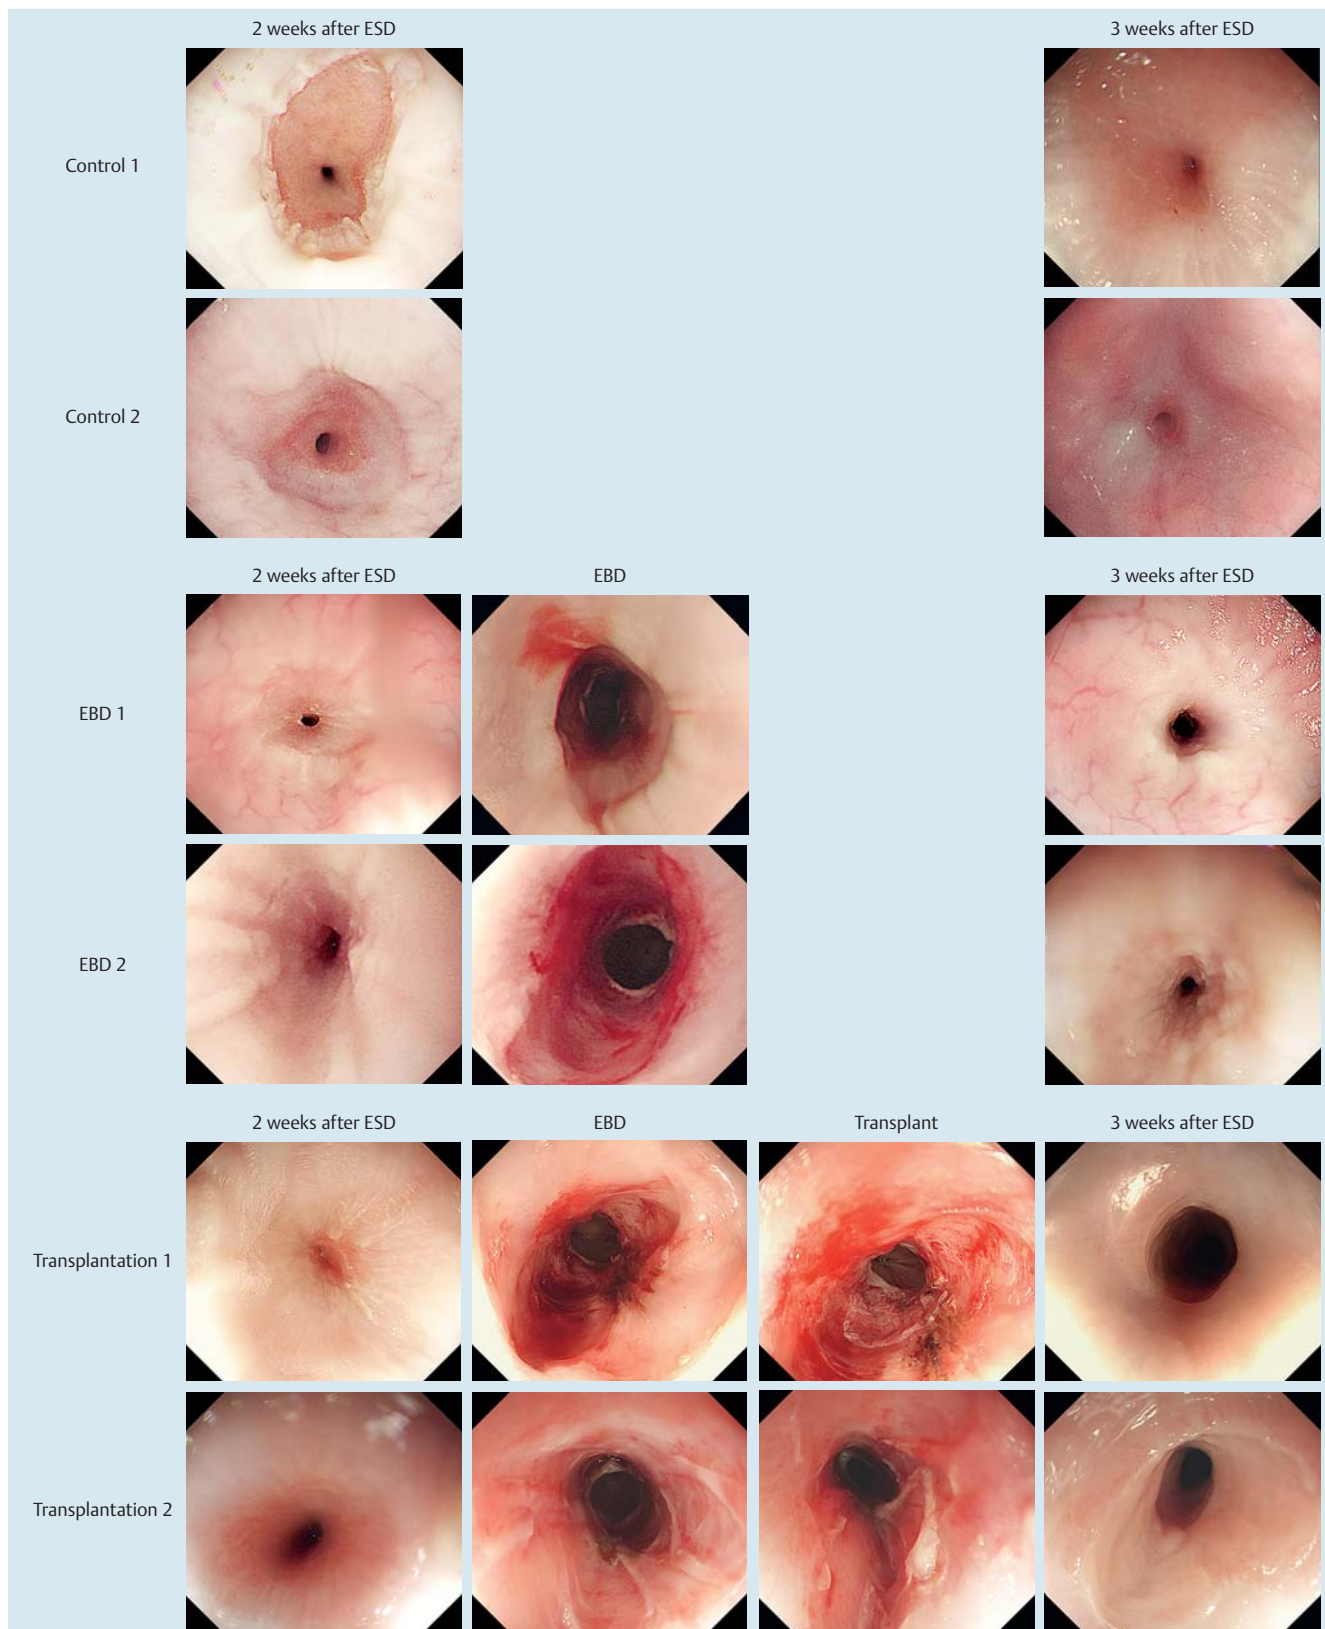 2 weeks after ESD 3 weeks after ESD
Control 1
Control 2
2 weeks after ESD EBD 3 weeks after ESD
EBD 1
EBD 2
2 weeks after ESD EBD Transplant 3 weeks after ESD
Transplantation 1
Transplantation 2